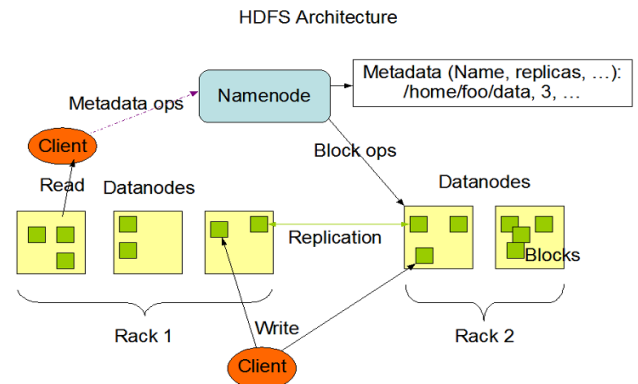 HDFS Architecture
Metadata (Name, replicas, …):
/home/foo/data, 3, …
Namenode
Metadata ops
Client
Block ops
Read
Datanodes
Datanodes
Replication
Blocks
Rack 1
Write
Rack 2
Client